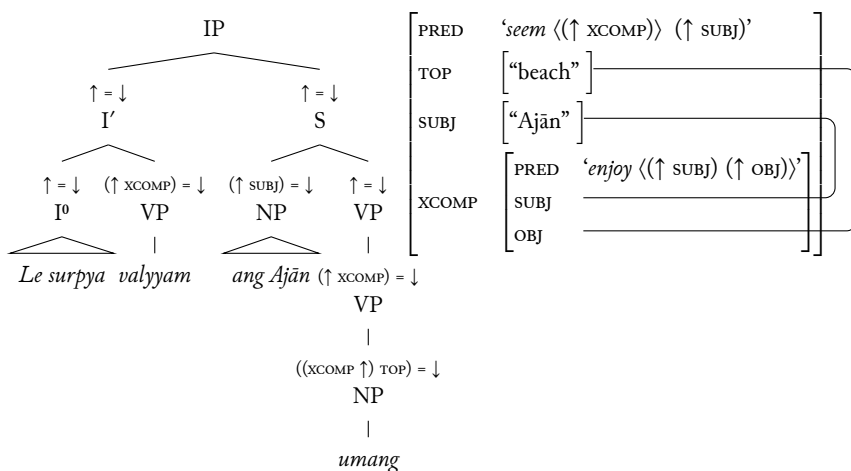 IP
↑ = ↓ ↑ = ↓
I′ S
↑ = ↓ (↑ XCOMP) = ↓ (↑ SUBJ) = ↓ ↑ = ↓
I⁰ VP NP VP
Le surpya valyyam ang Ajān (↑ XCOMP) = ↓
VP
((XCOMP ↑) TOP) = ↓
NP
umang
PRED ‘seem ⟨(↑ XCOMP)⟩ (↑ SUBJ)’
TOP [“beach”]
SUBJ [“Ajān”]
XCOMP
PRED ‘enjoy ⟨(↑ SUBJ) (↑ OBJ)⟩’
SUBJ
OBJ